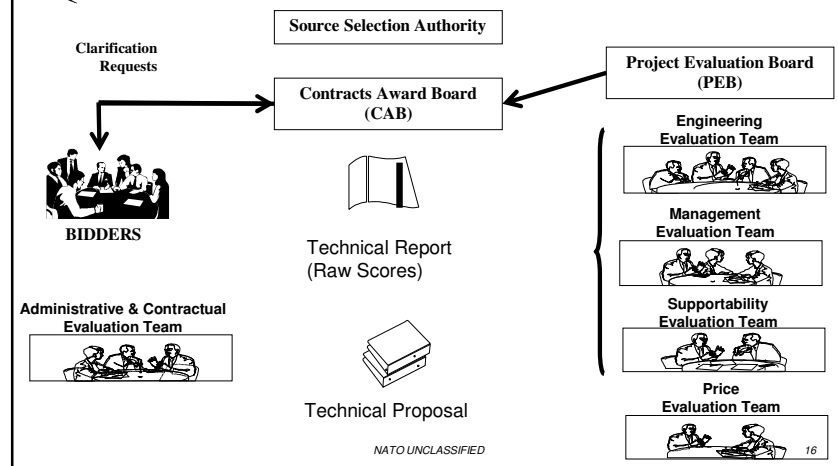 Source Selection Authority
Clarification
Requests
Project Evaluation Board
(PEB)
Contracts Award Board
(CAB)
Engineering
Evaluation Team
BIDDERS
Technical Report
(Raw Scores)
Management
Evaluation Team
Administrative & Contractual
Evaluation Team
Supportability
Evaluation Team
Technical Proposal
Price
Evaluation Team
NATO UNCLASSIFIED
16